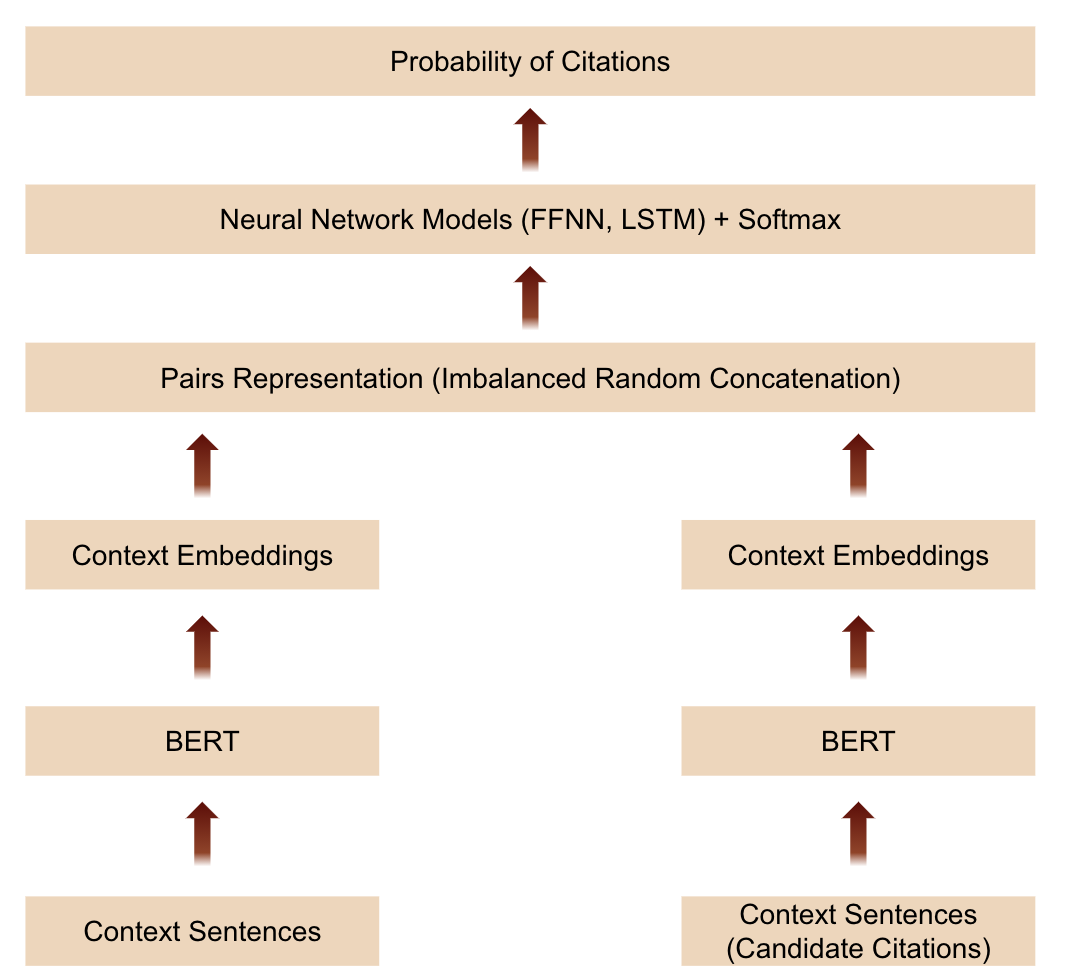 Probability of Citations
Neural Network Models (FFNN, LSTM) + Softmax
Pairs Representation (Imbalanced Random Concatenation)
Context Embeddings
Context Embeddings
BERT
BERT
Context Sentences
Context Sentences
(Candidate Citations)